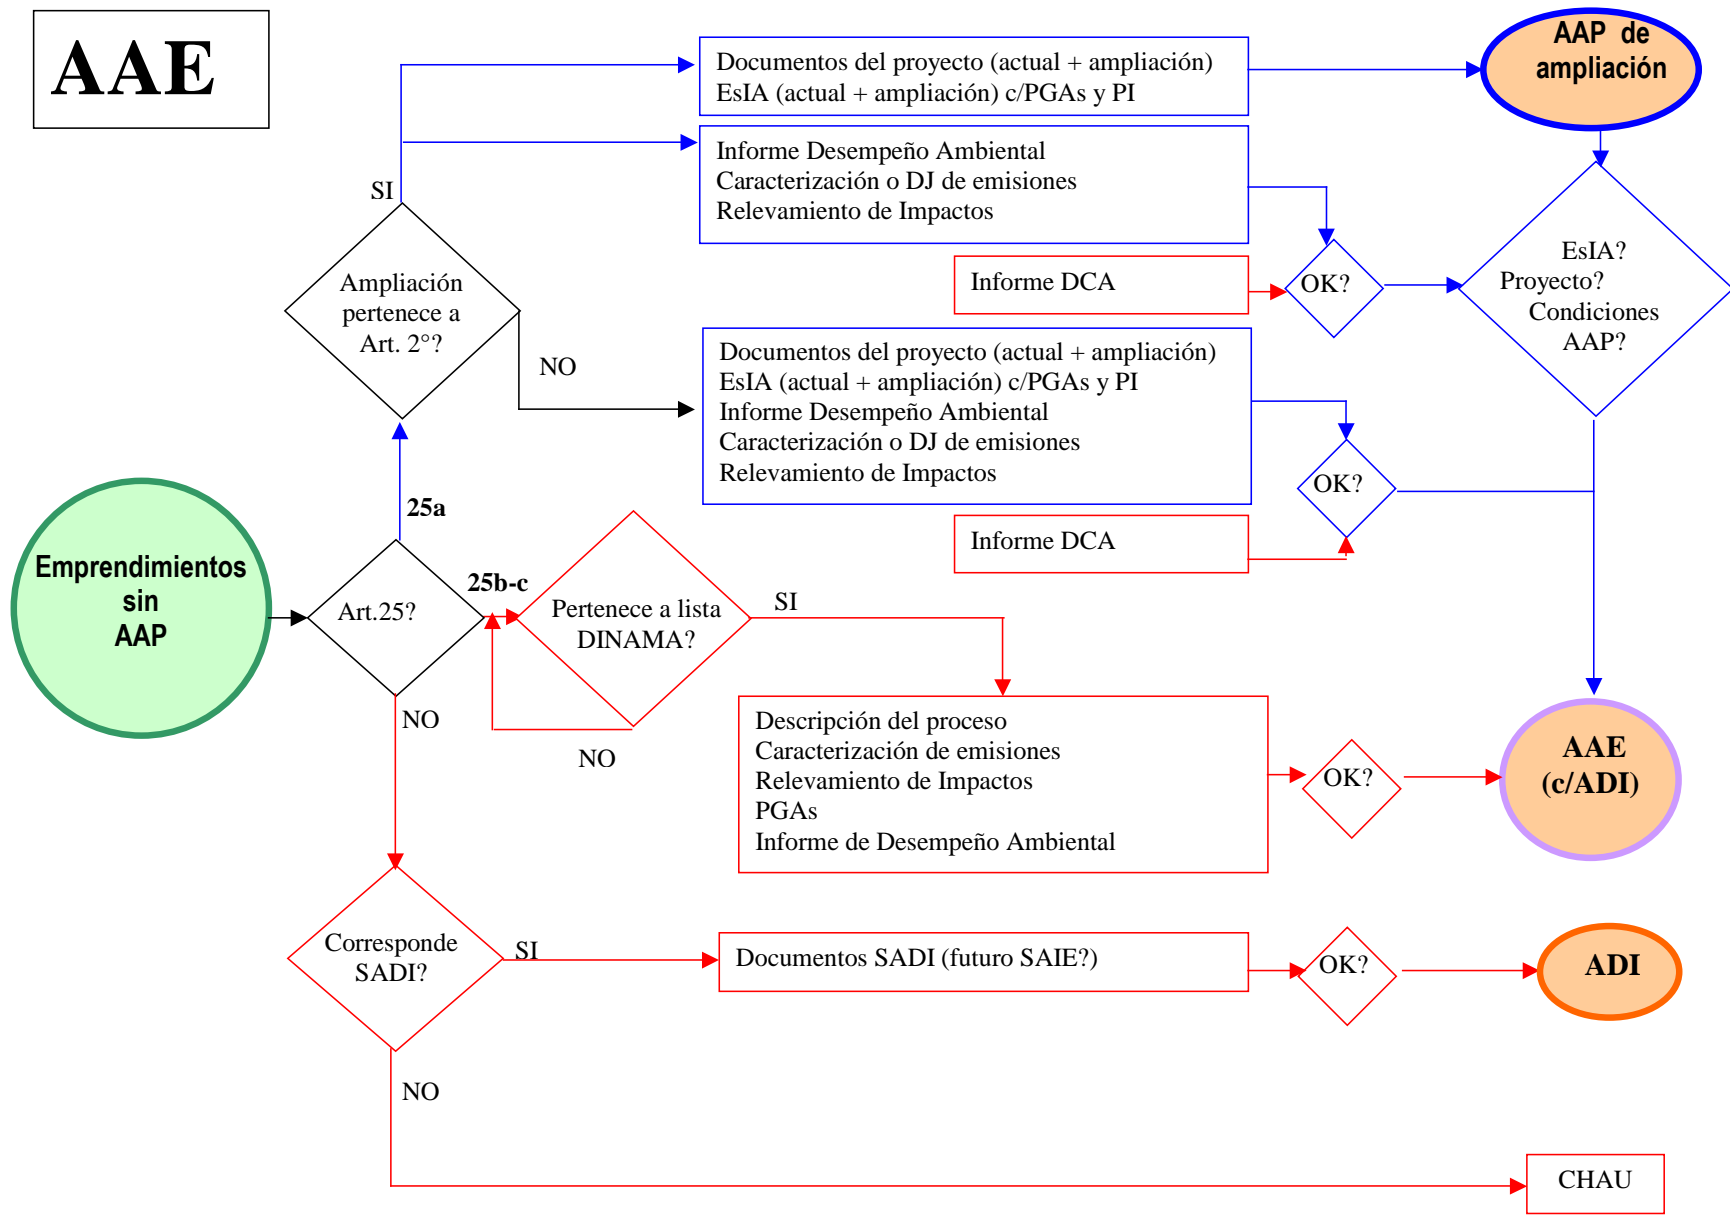 AAE
Documentos del proyecto (actual + ampliación)
EsIA (actual + ampliación) c/PGAs y PI
AAP de
ampliación
Informe Desempeño Ambiental
Caracterización o DJ de emisiones
Relevamiento de Impactos
SI
Ampliación
pertenece a
Art. 2°?
Informe DCA
OK?
EsIA?
Proyecto?
Condiciones
AAP?
NO
Documentos del proyecto (actual + ampliación)
EsIA (actual + ampliación) c/PGAs y PI
Informe Desempeño Ambiental
Caracterización o DJ de emisiones
Relevamiento de Impactos
OK?
25a
Informe DCA
Emprendimientos
sin
AAP
Art.25?
25b-c
Pertenece a lista
DINAMA?
SI
NO
NO
Descripción del proceso
Caracterización de emisiones
Relevamiento de Impactos
PGAs
Informe de Desempeño Ambiental
OK?
AAE
(c/ADI)
Corresponde
SADI?
SI
Documentos SADI (futuro SAIE?)
OK?
ADI
NO
CHAU